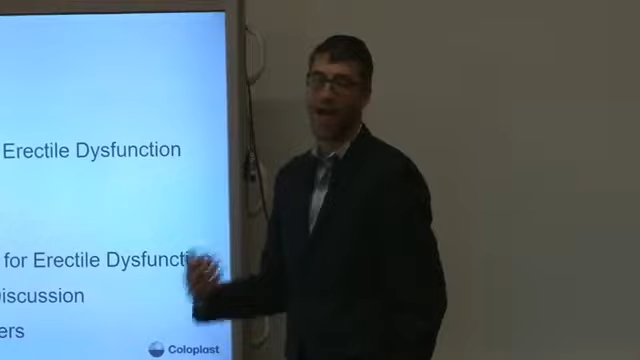 Erectile Dysfunction
for Erectile Dysfuncti
iscussion
ers
Coloplast